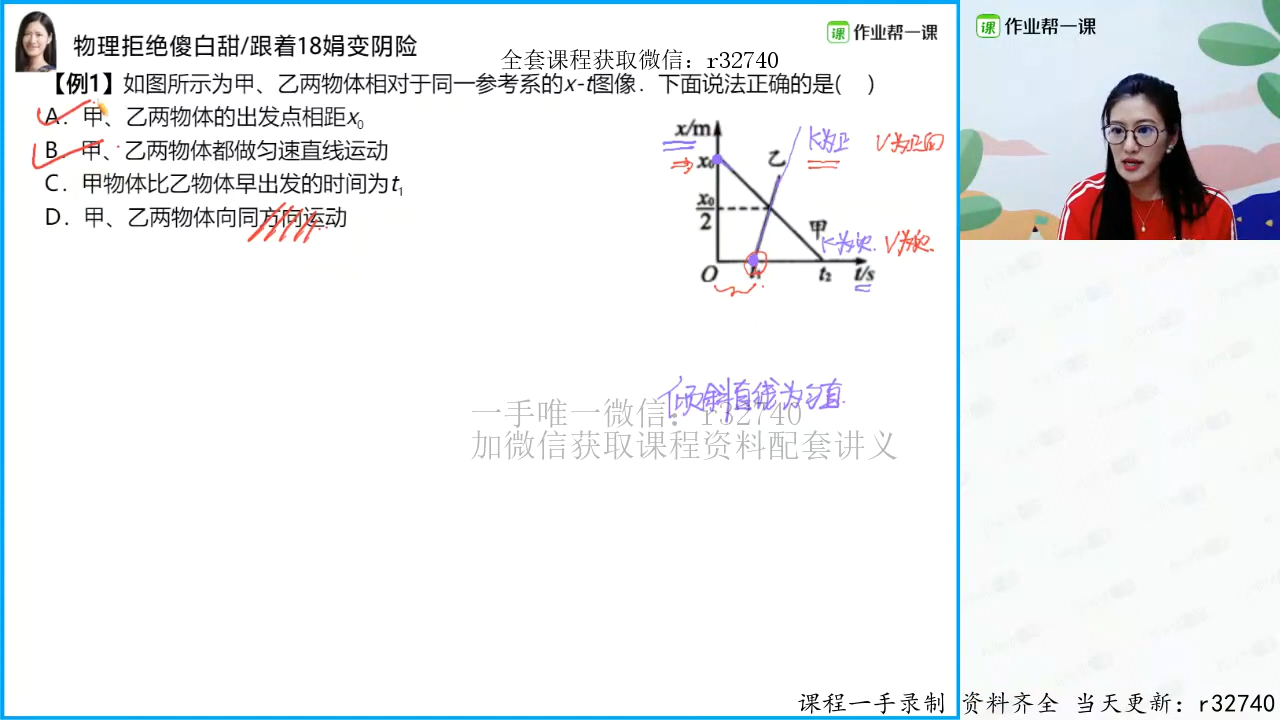 物理拒绝傻白甜/跟着18娟变阴险
作业帮一课
作业帮一课
全套课程获取微信：r32740
【例1】如图所示为甲、乙两物体相对于同一参考系的x-t图像．下面说法正确的是( )
A．甲、乙两物体的出发点相距x₀
B．甲、乙两物体都做匀速直线运动
C．甲物体比乙物体早出发的时间为t₁
D．甲、乙两物体向同方向运动
x/m
x₀
x₀/2
O
t₁
t₂
t/s
乙
甲
K为正 V为正向
K为负. V为负.
倾斜直线为匀直.
一手唯一微信：r32740
加微信获取课程资料配套讲义
课程一手录制 资料齐全 当天更新：r32740